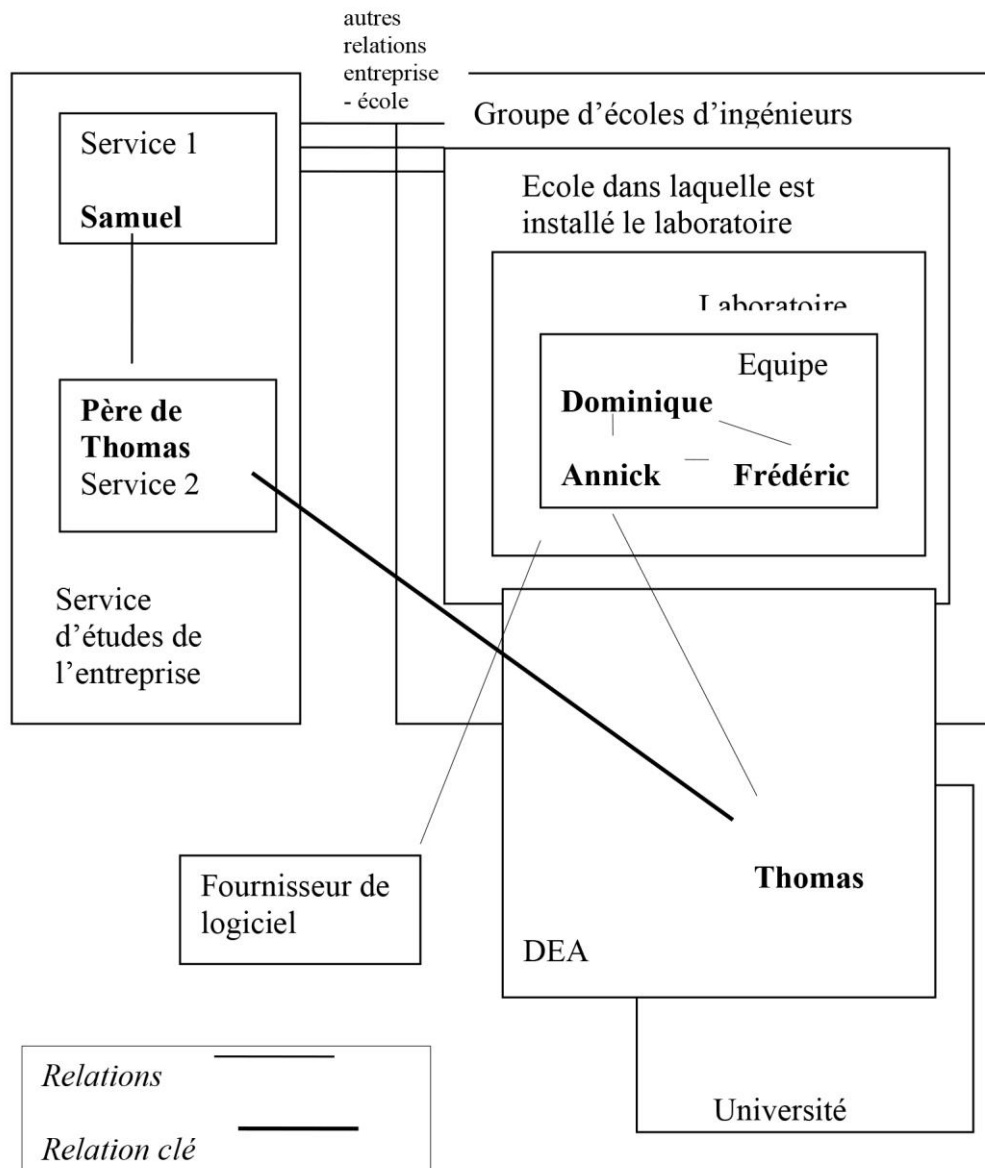 autres
relations
entreprise
- école
Groupe d'écoles d'ingénieurs
Service 1
Samuel
Ecole dans laquelle est
installé le laboratoire
Laboratoire
Equipe
Dominique
Annick
Frédéric
Père de
Thomas
Service 2
Service
d'études de
l'entreprise
Fournisseur de
logiciel
Thomas
DEA
Université
Relations
Relation clé